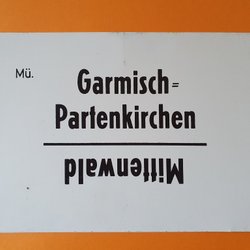 Mü.
Garmisch=
Partenkirchen
Mittenwald